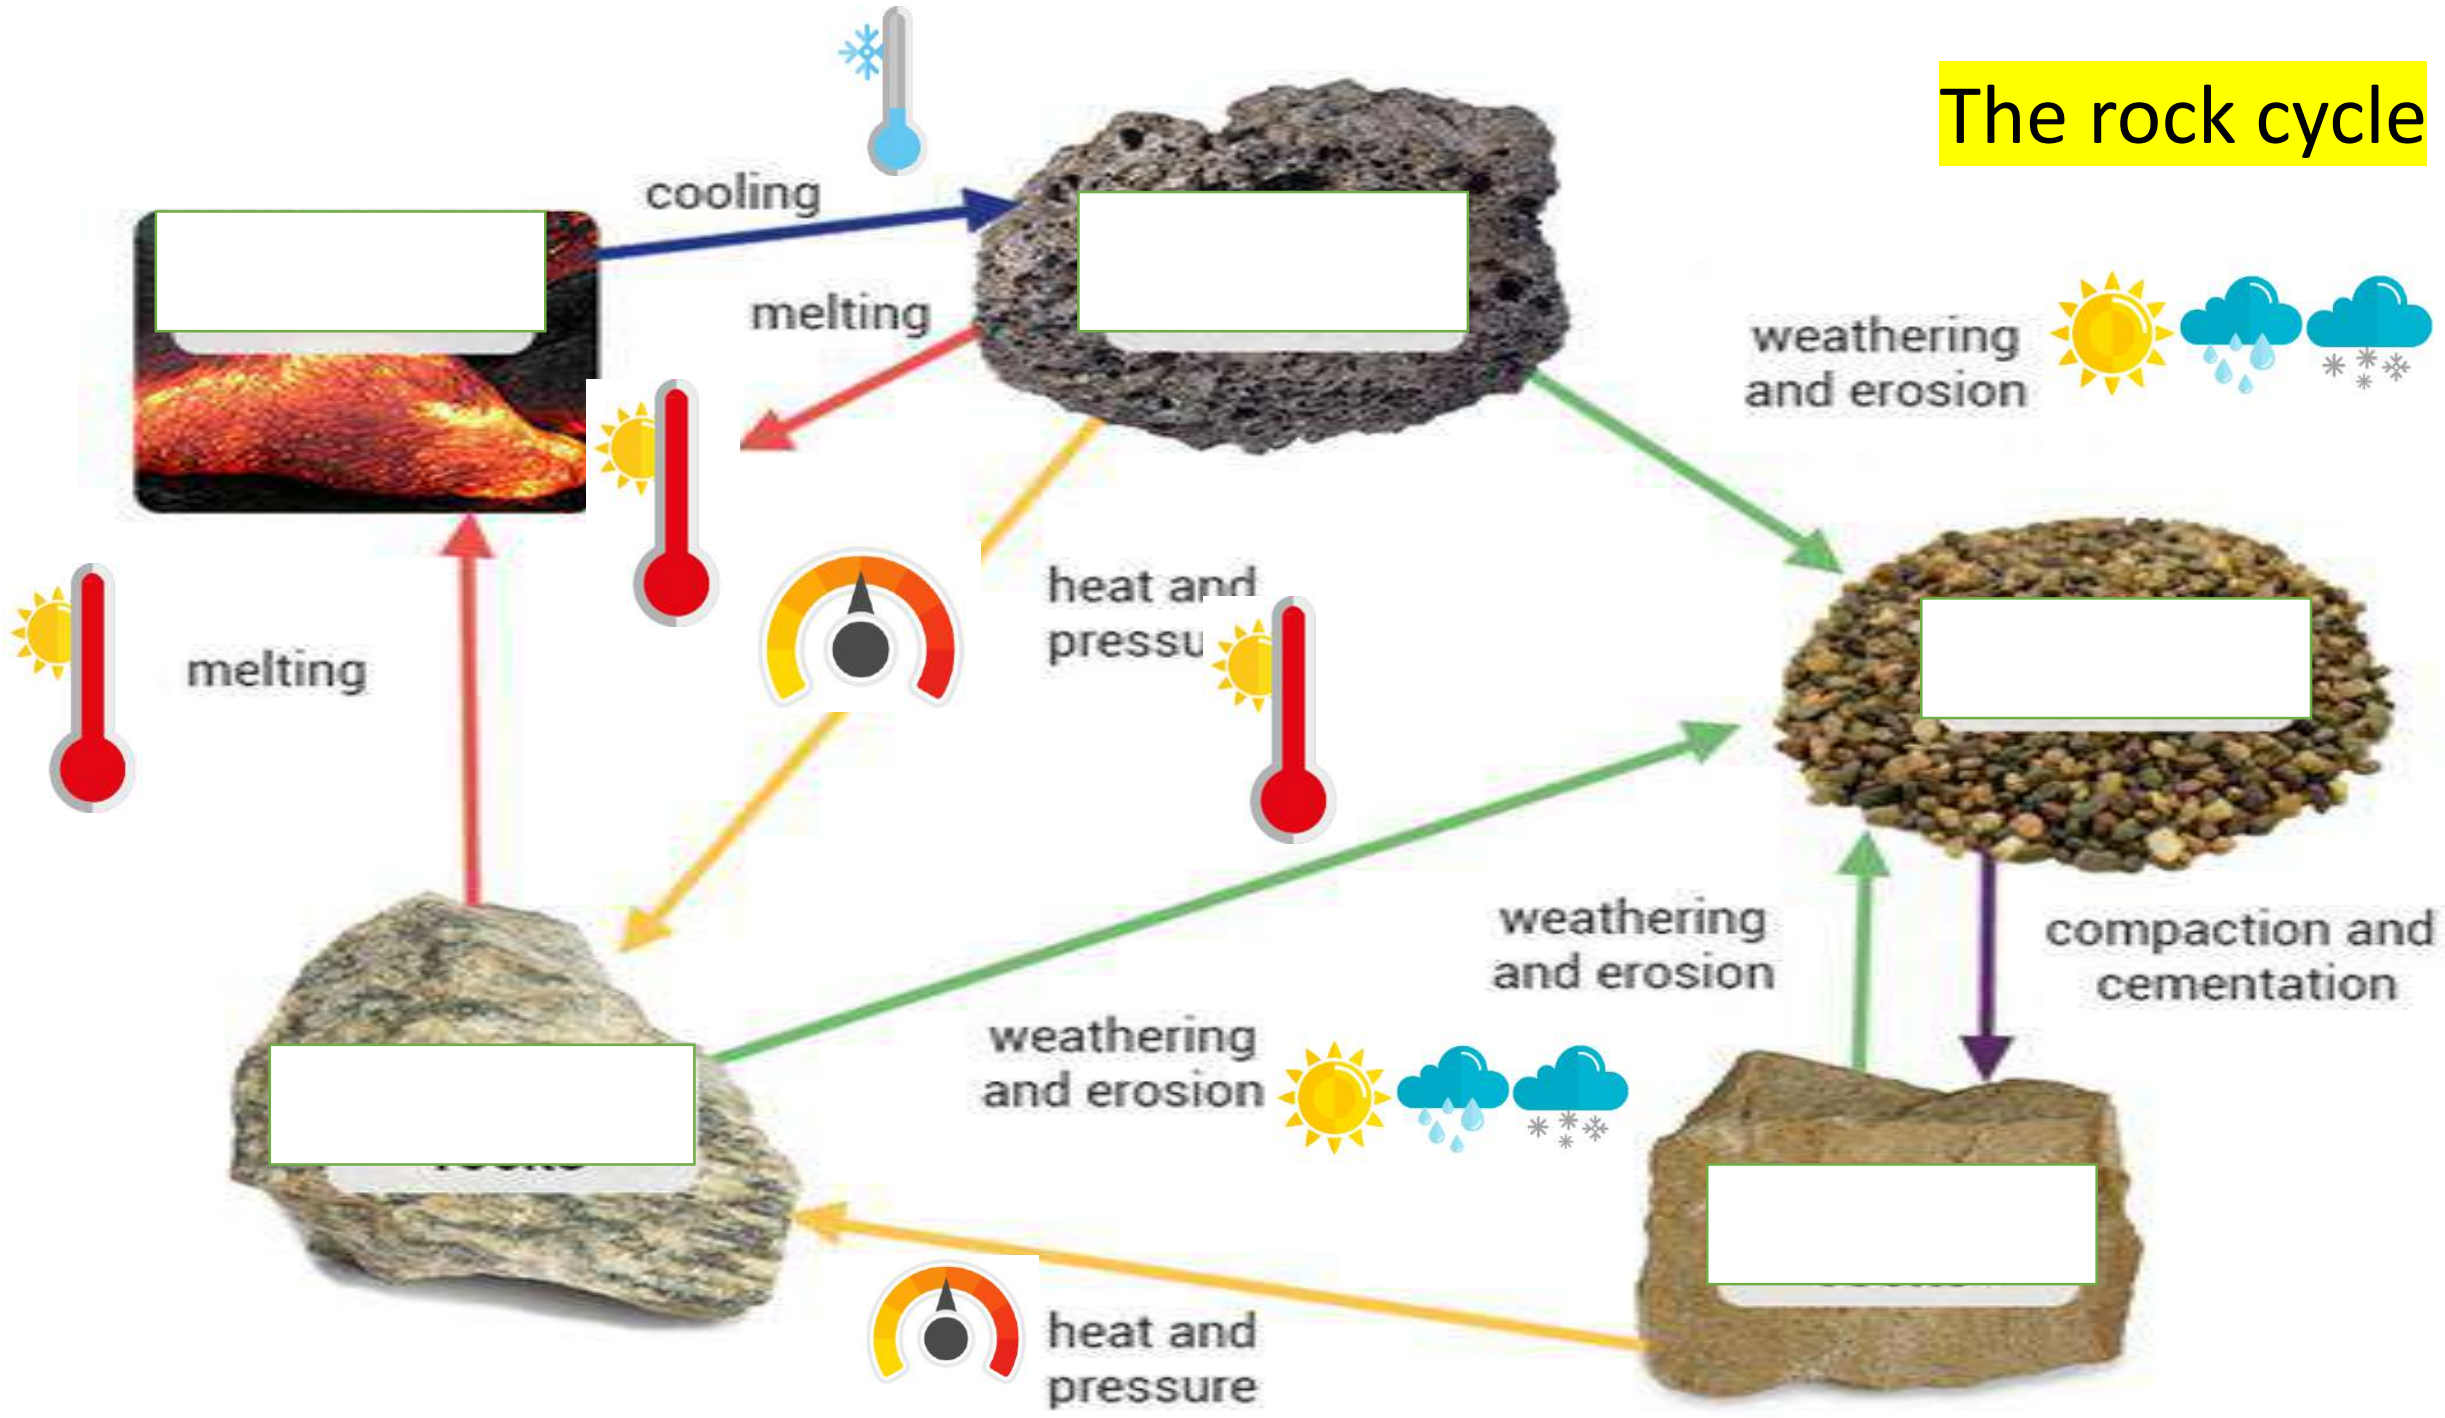 The rock cycle
cooling
melting
weathering
and erosion
heat and
pressu
melting
weathering
and erosion
compaction and
cementation
weathering
and erosion
heat and
pressure